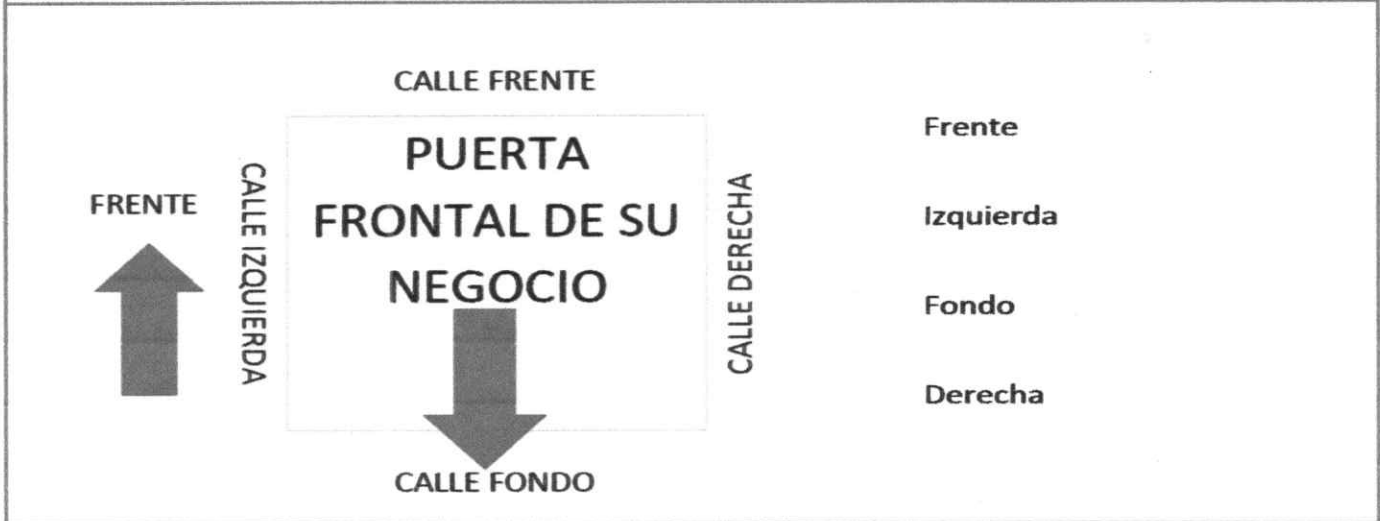 CALLE FRENTE
FRENTE
CALLE IZQUIERDA
PUERTA
FRONTAL DE SU
NEGOCIO
CALLE DERECHA
CALLE FONDO
Frente
Izquierda
Fondo
Derecha